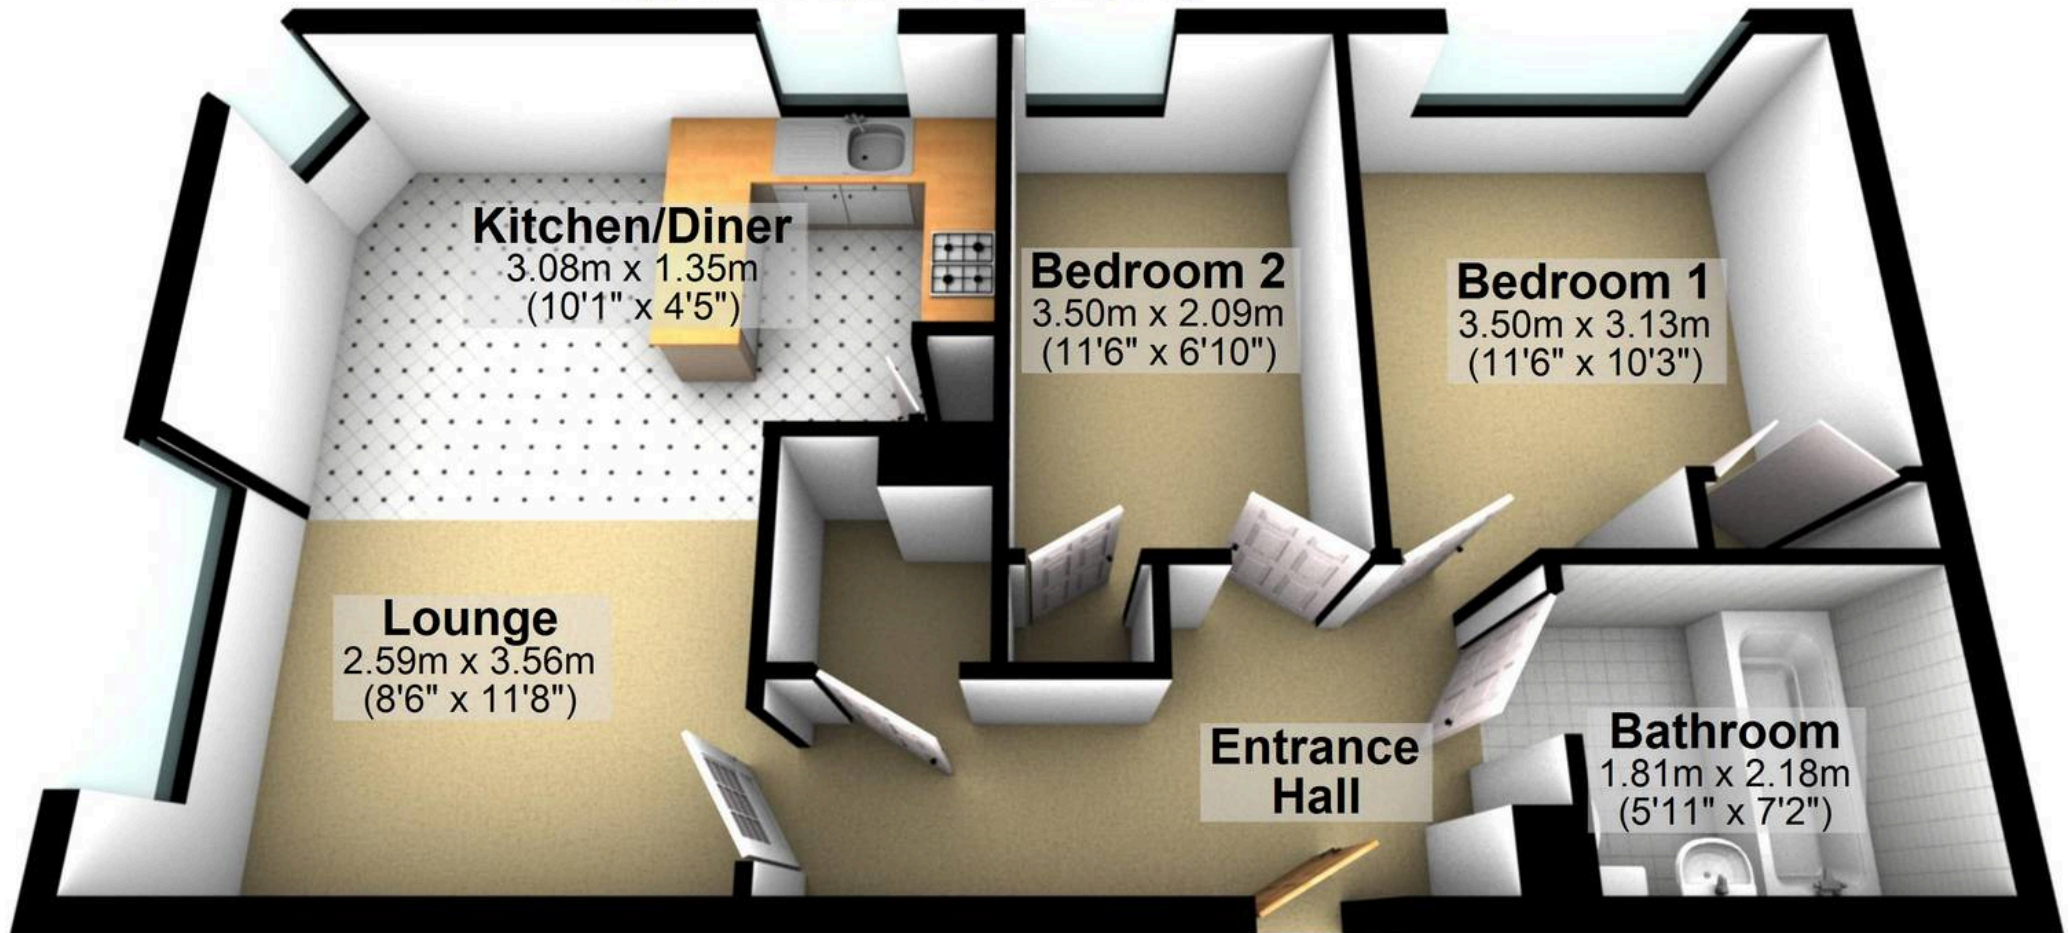 Kitchen/Diner
3.08m x 1.35m
(10'1" x 4'5")
Bedroom 2
3.50m x 2.09m
(11'6" x 6'10")
Bedroom 1
3.50m x 3.13m
(11'6" x 10'3")
Lounge
2.59m x 3.56m
(8'6" x 11'8")
Entrance
Hall
Bathroom
1.81m x 2.18m
(5'11" x 7'2")